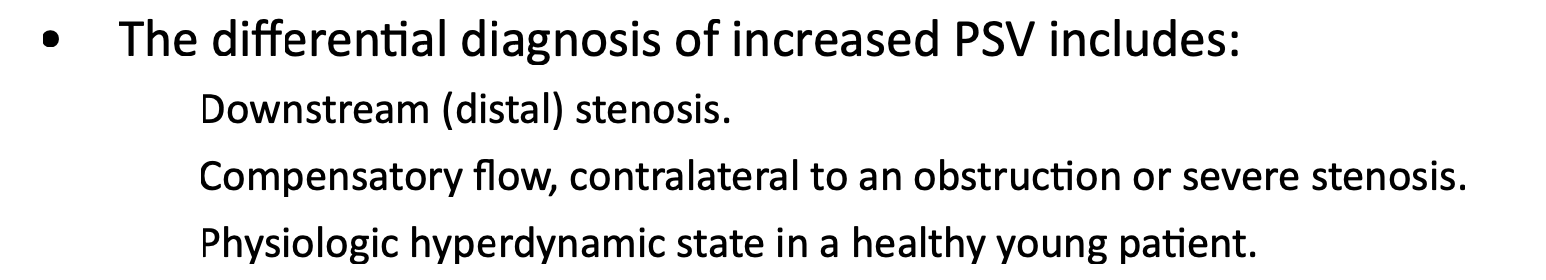 • The differential diagnosis of increased PSV includes:
Downstream (distal) stenosis.
Compensatory flow, contralateral to an obstruction or severe stenosis.
Physiologic hyperdynamic state in a healthy young patient.